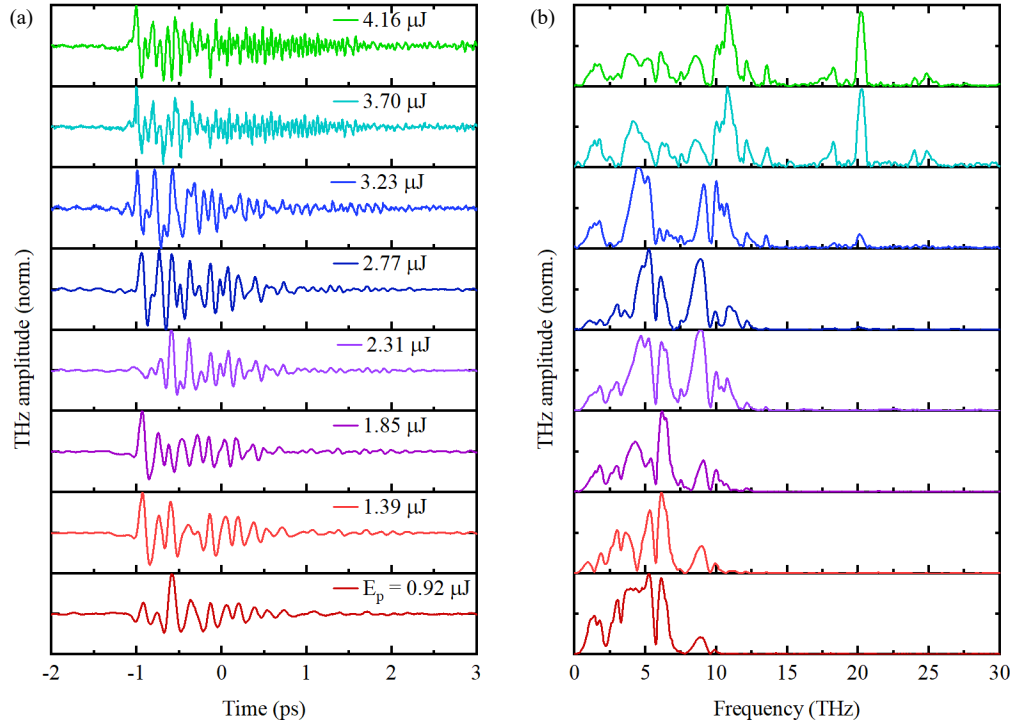 (a)
4.16 μJ
3.70 μJ
3.23 μJ
2.77 μJ
2.31 μJ
1.85 μJ
1.39 μJ
Eₚ = 0.92 μJ
THz amplitude (norm.)
-2 -1 0 1 2 3
Time (ps)
(b)
THz amplitude (norm.)
0 5 10 15 20 25 30
Frequency (THz)